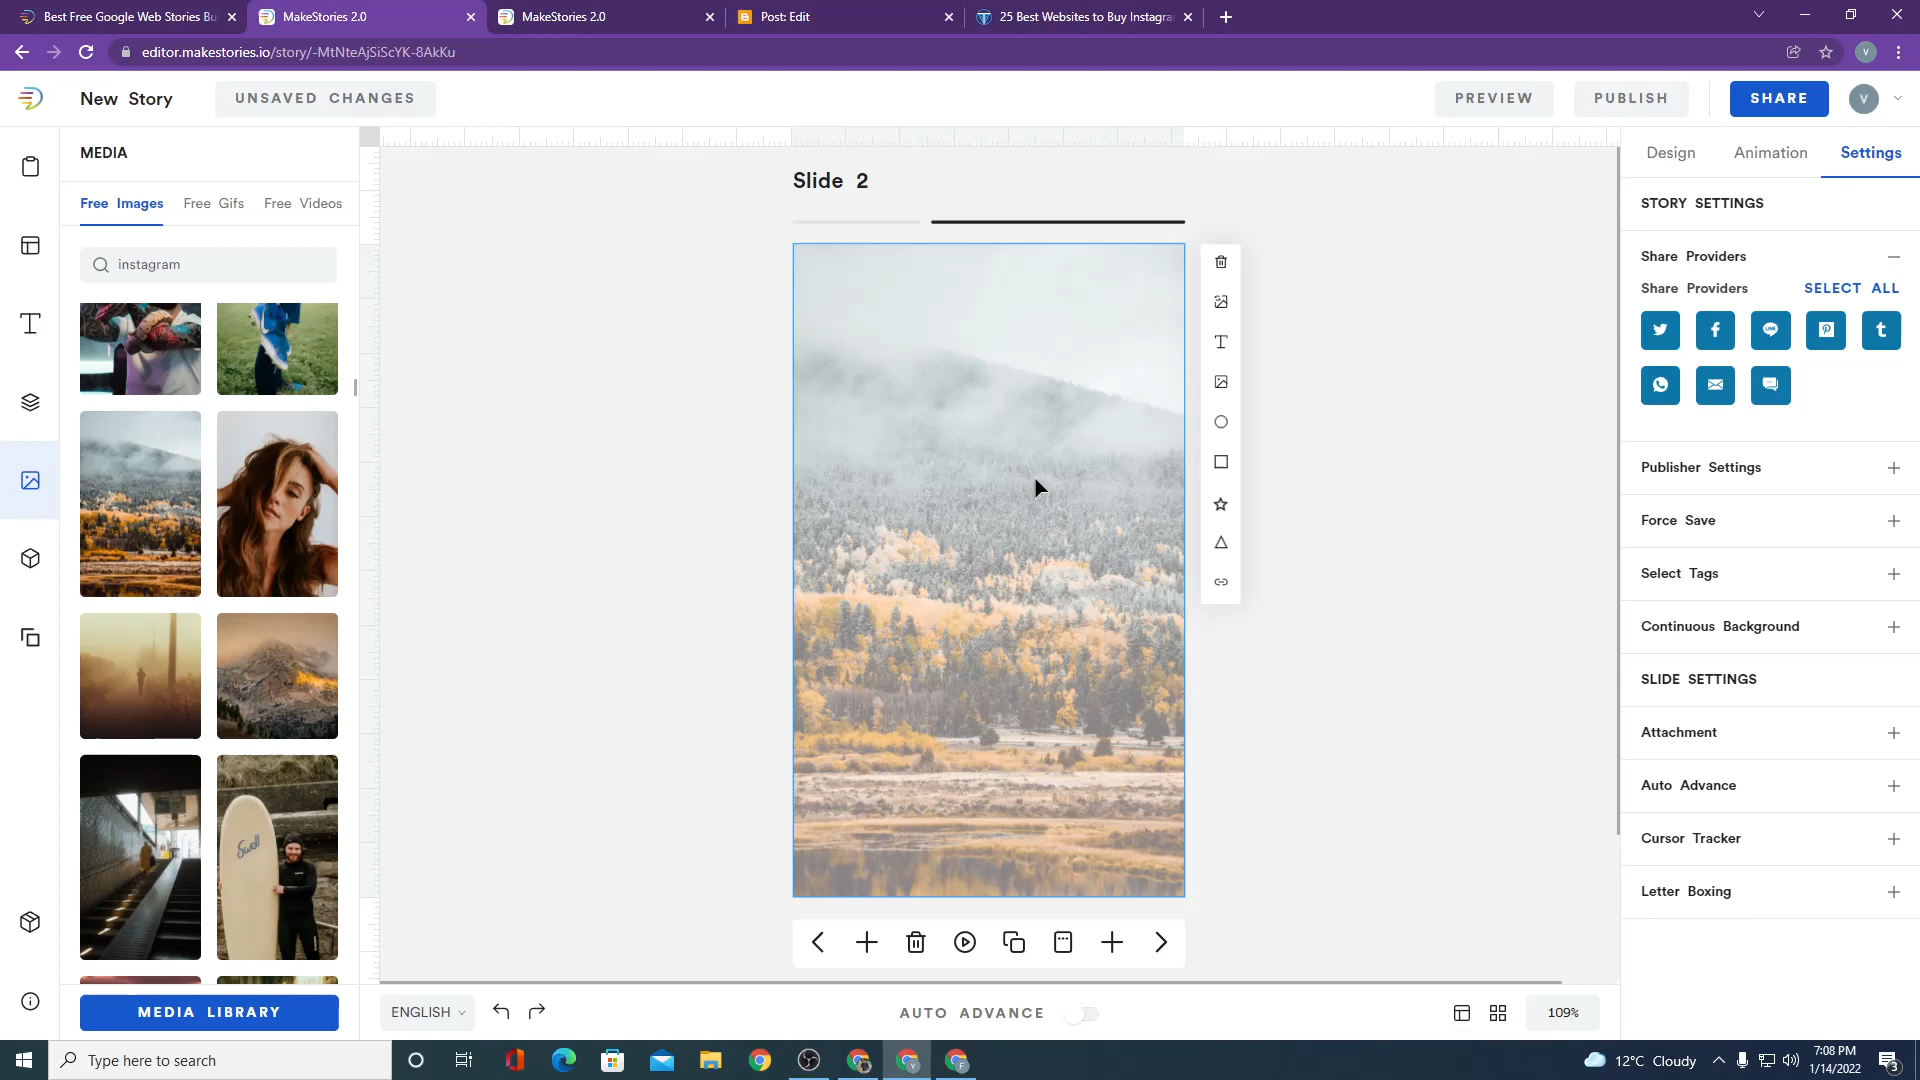 Best Free Google Web Stories Bu
MakeStories 2.0
MakeStories 2.0
Post: Edit
25 Best Websites to Buy Instagra
editor.makestories.io/story/-MtNteAjSiScYK-8AkKu
V
New Story
UNSAVED CHANGES
PREVIEW
PUBLISH
SHARE
V
MEDIA
Free Images
Free Gifs
Free Videos
instagram
Swell
MEDIA LIBRARY
Slide 2
ENGLISH
AUTO ADVANCE
109%
Design
Animation
Settings
STORY SETTINGS
Share Providers
Share Providers
SELECT ALL
Publisher Settings
Force Save
Select Tags
Continuous Background
SLIDE SETTINGS
Attachment
Auto Advance
Cursor Tracker
Letter Boxing
Type here to search
12°C Cloudy
7:08 PM
1/14/2022
3